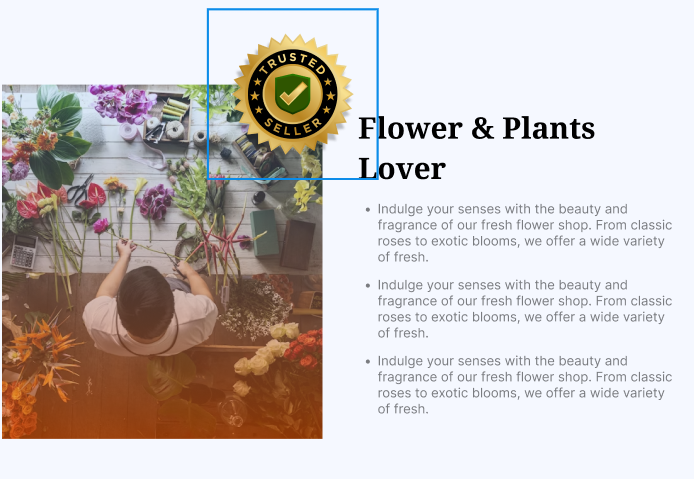 TRUSTED
SELLER
Flower & Plants
Lover
• Indulge your senses with the beauty and
fragrance of our fresh flower shop. From classic
roses to exotic blooms, we offer a wide variety
of fresh.
• Indulge your senses with the beauty and
fragrance of our fresh flower shop. From classic
roses to exotic blooms, we offer a wide variety
of fresh.
• Indulge your senses with the beauty and
fragrance of our fresh flower shop. From classic
roses to exotic blooms, we offer a wide variety
of fresh.